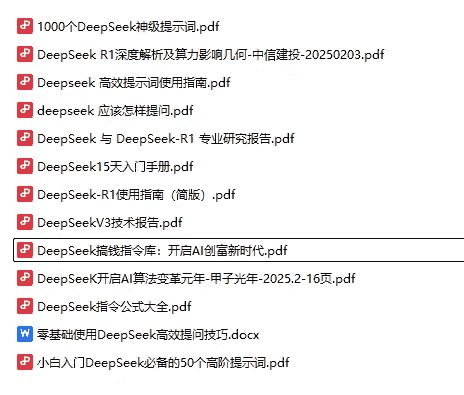 1000个DeepSeek神级提示词.pdf
DeepSeek R1深度解析及算力影响几何-中信建投-20250203.pdf
Deepseek 高效提示词使用指南.pdf
deepseek 应该怎样提问.pdf
DeepSeek 与 DeepSeek-R1 专业研究报告.pdf
DeepSeek15天入门手册.pdf
DeepSeek-R1使用指南（简版）.pdf
DeepSeekV3技术报告.pdf
DeepSeek搞钱指令库：开启AI创富新时代.pdf
DeepSeeK开启AI算法变革元年-甲子光年-2025.2-16页.pdf
DeepSeek指令公式大全.pdf
零基础使用DeepSeek高效提问技巧.docx
小白入门DeepSeek必备的50个高阶提示词.pdf